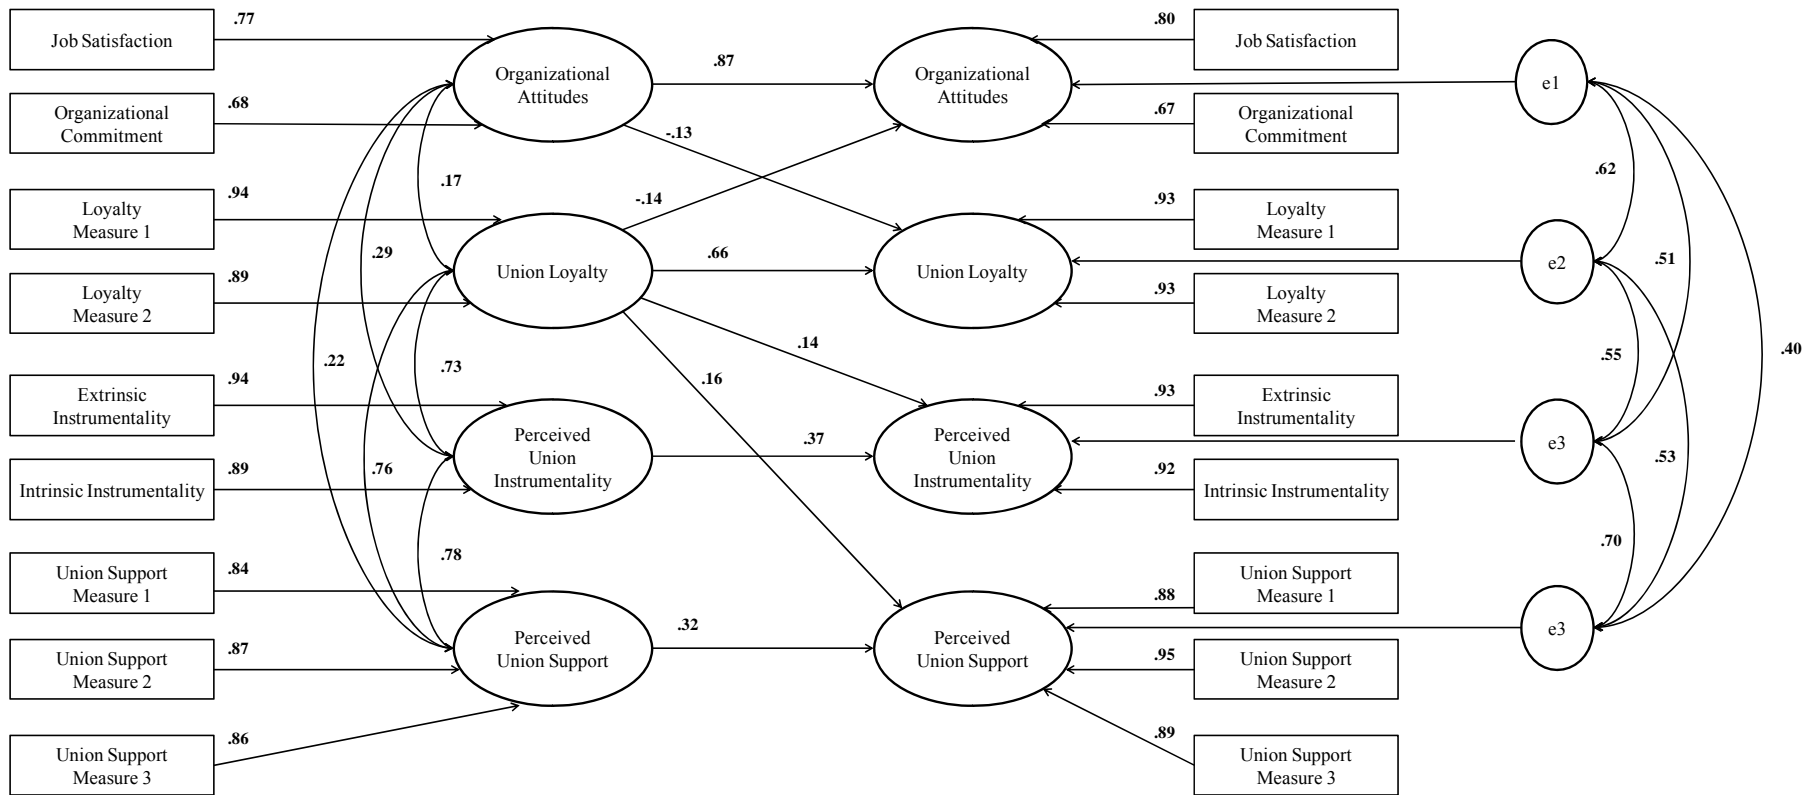 .77
Job Satisfaction
.68
Organizational
Commitment
.94
Loyalty
Measure 1
.89
Loyalty
Measure 2
.94
Extrinsic
Instrumentality
.89
Intrinsic Instrumentality
.84
Union Support
Measure 1
.87
Union Support
Measure 2
.86
Union Support
Measure 3
.17
.29
.22
.73
.76
.78
Organizational
Attitudes
Union Loyalty
Perceived
Union
Instrumentality
Perceived
Union Support
.87
-.13
-.14
.66
.14
.16
.37
.32
Organizational
Attitudes
Union Loyalty
Perceived
Union
Instrumentality
Perceived
Union Support
.80
Job Satisfaction
.67
Organizational
Commitment
.93
Loyalty
Measure 1
.93
Loyalty
Measure 2
.93
Extrinsic
Instrumentality
.92
Intrinsic Instrumentality
.88
Union Support
Measure 1
.95
Union Support
Measure 2
.89
Union Support
Measure 3
e1
e2
e3
e3
.62
.51
.55
.40
.53
.70